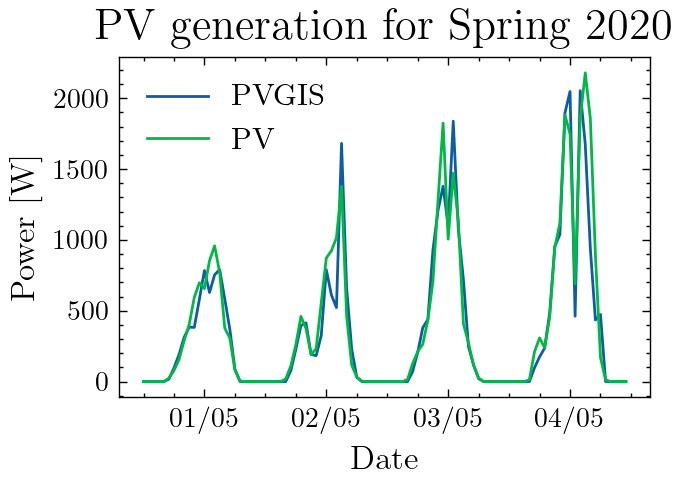 PV generation for Spring 2020
PVGIS
PV
Power [W]
2000
1500
1000
500
0
01/05 02/05 03/05 04/05
Date